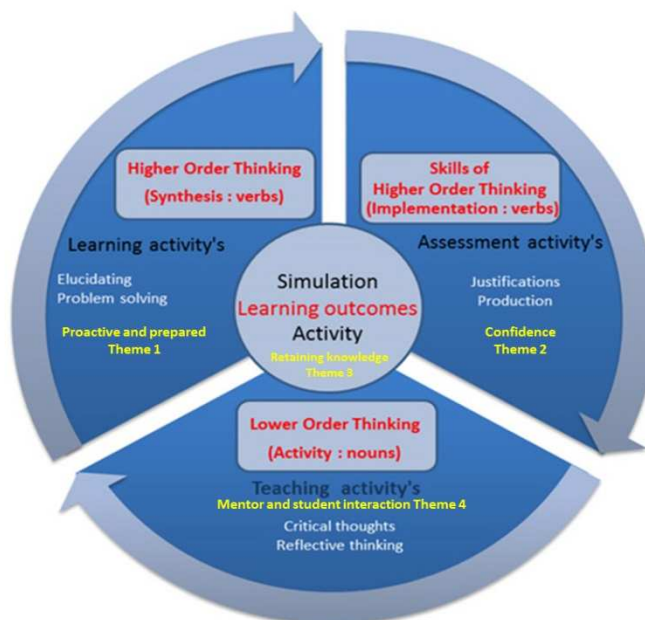 Higher Order Thinking
(Synthesis : verbs)
Learning activity's
Elucidating
Problem solving
Proactive and prepared
Theme 1
Skills of
Higher Order Thinking
(Implementation : verbs)
Assessment activity's
Justifications
Production
Confidence
Theme 2
Simulation
Learning outcomes
Activity
Retaining knowledge
Theme 3
Lower Order Thinking
(Activity : nouns)
Teaching activity's
Mentor and student interaction Theme 4
Critical thoughts
Reflective thinking